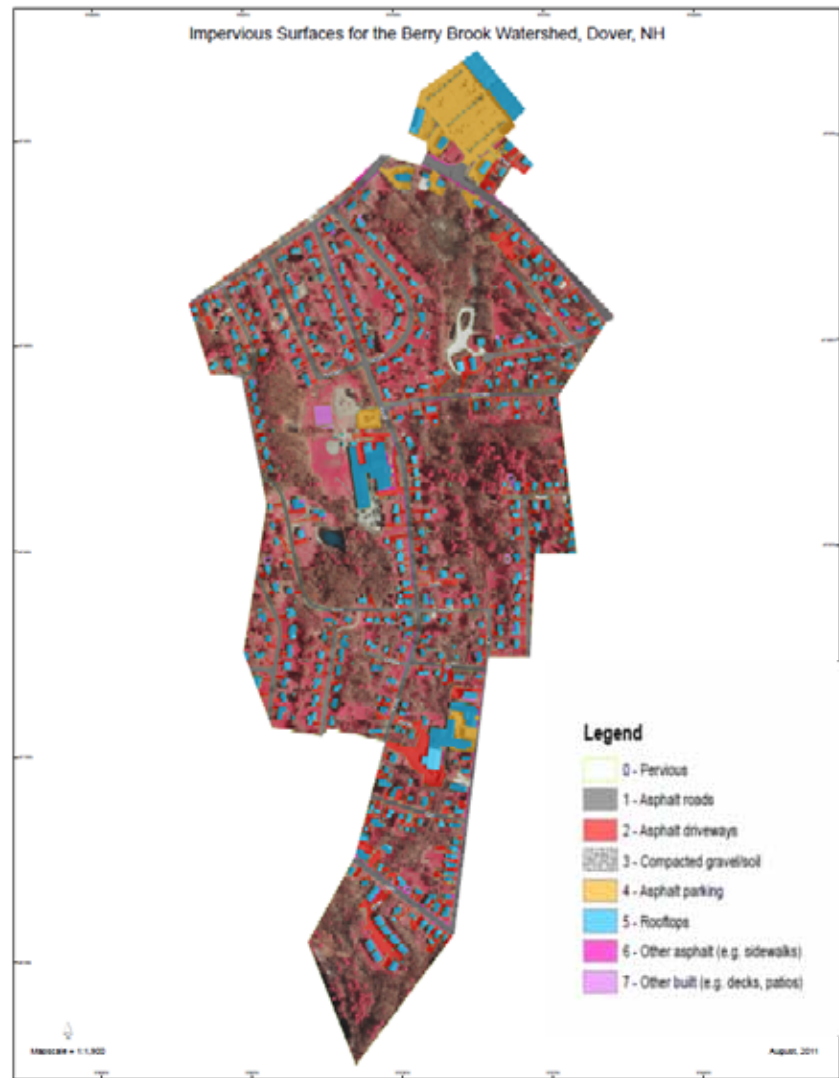 Impervious Surfaces for the Berry Brook Watershed, Dover, NH
Legend
0 - Pervious
1 - Asphalt roads
2 - Asphalt driveways
3 - Compacted gravel/soil
4 - Asphalt parking
5 - Rooftops
6 - Other asphalt (e.g. sidewalks)
7 - Other built (e.g. decks, patios)
August, 2011